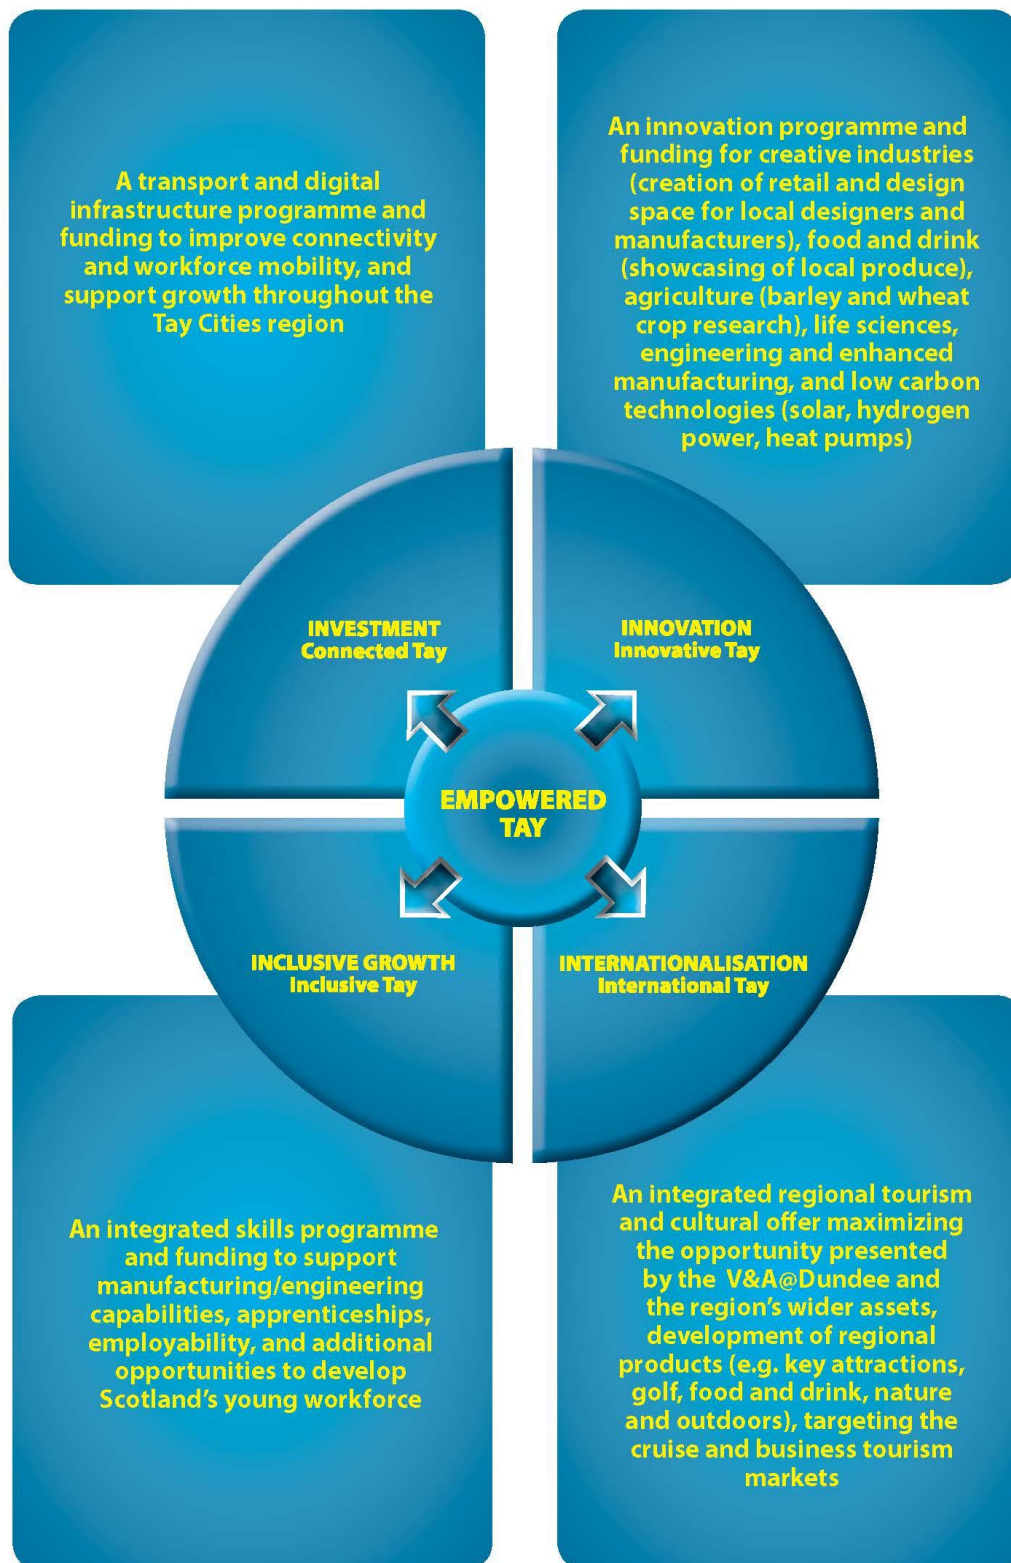 A transport and digital
infrastructure programme and
funding to improve connectivity
and workforce mobility, and
support growth throughout the
Tay Cities region
An innovation programme and
funding for creative industries
(creation of retail and design
space for local designers and
manufacturers), food and drink
(showcasing of local produce),
agriculture (barley and wheat
crop research), life sciences,
engineering and enhanced
manufacturing, and low carbon
technologies (solar, hydrogen
power, heat pumps)
INVESTMENT
Connected Tay
INNOVATION
Innovative Tay
EMPOWERED
TAY
INCLUSIVE GROWTH
Inclusive Tay
INTERNATIONALISATION
International Tay
An integrated skills programme
and funding to support
manufacturing/engineering
capabilities, apprenticeships,
employability, and additional
opportunities to develop
Scotland's young workforce
An integrated regional tourism
and cultural offer maximizing
the opportunity presented
by the V&A@Dundee and
the region's wider assets,
development of regional
products (e.g. key attractions,
golf, food and drink, nature
and outdoors), targeting the
cruise and business tourism
markets